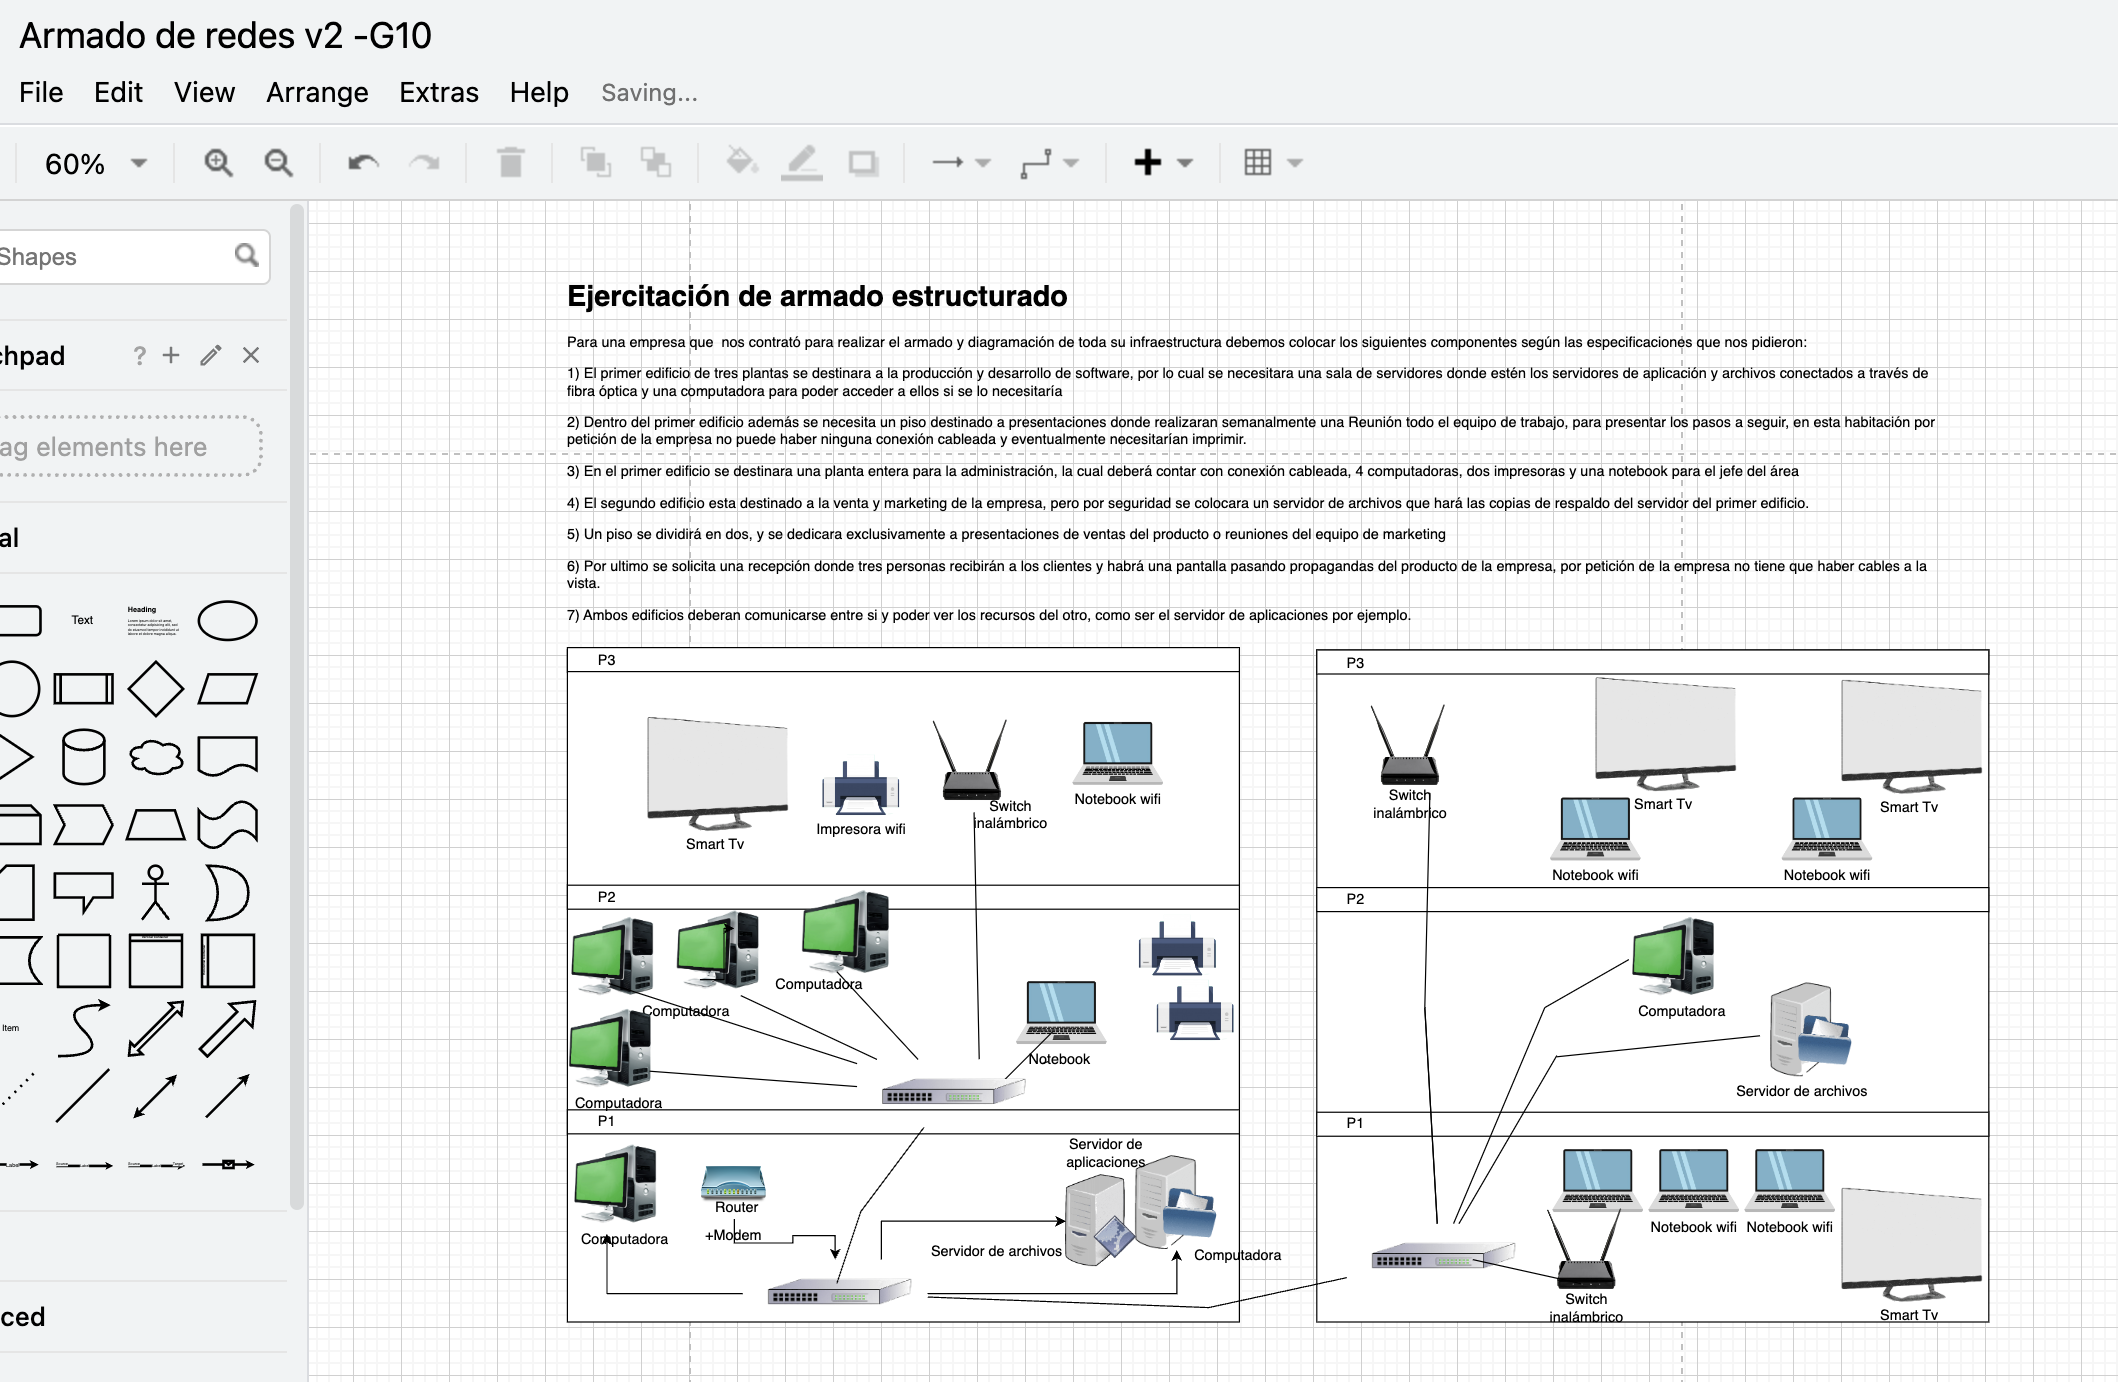 Armado de redes v2 -G10
File Edit View Arrange Extras Help Saving...
60%
Shapes
chpad ?
ag elements here
al
Text
Heading
Item
ced
Ejercitación de armado estructurado
Para una empresa que  nos contrató para realizar el armado y diagramación de toda su infraestructura debemos colocar los siguientes componentes según las especificaciones que nos pidieron:
1) El primer edificio de tres plantas se destinara a la producción y desarrollo de software, por lo cual se necesitara una sala de servidores donde estén los servidores de aplicación y archivos conectados a través de
fibra óptica y una computadora para poder acceder a ellos si se lo necesitaría
2) Dentro del primer edificio además se necesita un piso destinado a presentaciones donde realizaran semanalmente una Reunión todo el equipo de trabajo, para presentar los pasos a seguir, en esta habitación por
petición de la empresa no puede haber ninguna conexión cableada y eventualmente necesitarían imprimir.
3) En el primer edificio se destinara una planta entera para la administración, la cual deberá contar con conexión cableada, 4 computadoras, dos impresoras y una notebook para el jefe del área
4) El segundo edificio esta destinado a la venta y marketing de la empresa, pero por seguridad se colocara un servidor de archivos que hará las copias de respaldo del servidor del primer edificio.
5) Un piso se dividirá en dos, y se dedicara exclusivamente a presentaciones de ventas del producto o reuniones del equipo de marketing
6) Por ultimo se solicita una recepción donde tres personas recibirán a los clientes y habrá una pantalla pasando propagandas del producto de la empresa, por petición de la empresa no tiene que haber cables a la
vista.
7) Ambos edificios deberan comunicarse entre si y poder ver los recursos del otro, como ser el servidor de aplicaciones por ejemplo.
P3
Smart Tv
Impresora wifi
Switch
inalámbrico
Notebook wifi
P2
Computadora
Computadora
Computadora
Notebook
P1
Computadora
Router
+Modem
Servidor de
aplicaciones
Servidor de archivos
Computadora
P3
Switch
inalámbrico
Smart Tv
Smart Tv
Notebook wifi
Notebook wifi
P2
Computadora
Servidor de archivos
P1
Notebook wifi
Notebook wifi
Switch
inalámbrico
Smart Tv